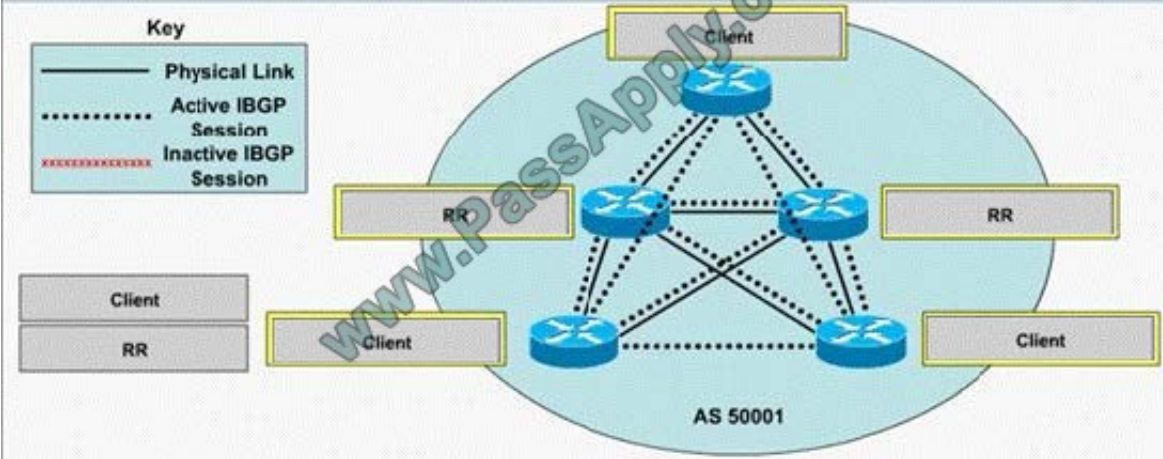 Key
Physical Link
Active IBGP
Session
Inactive IBGP
Session
Client
RR
RR
Client
RR
Client
Client
AS 50001
www.PassApply.c